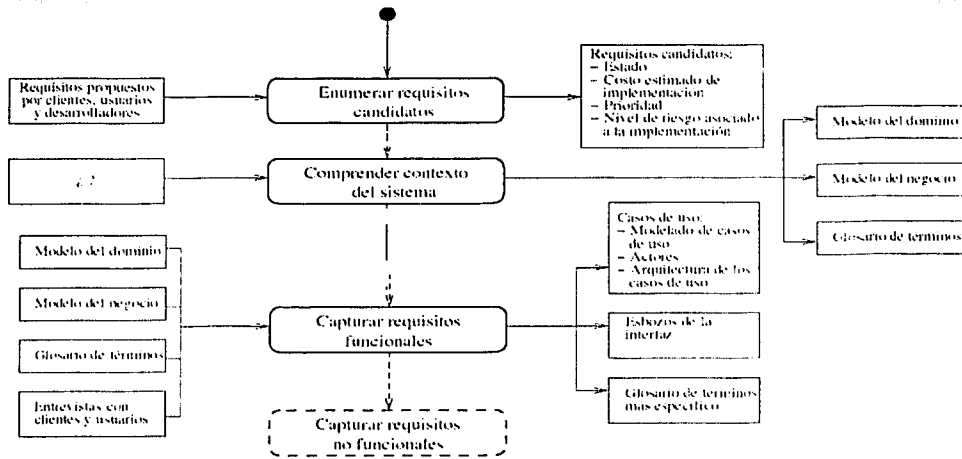 Requisitos propuestos
por clientes, usuarios
y desarrolladores
Enumerar requisitos
candidatos
Requisitos candidatos:
– Estado
– Costo estimado de
implementación
– Prioridad
– Nivel de riesgo asociado
a la implementación
¿?
Comprender contexto
del sistema
Modelo del dominio
Modelo del negocio
Glosario de términos
Modelo del dominio
Modelo del negocio
Glosario de términos
Entrevistas con
clientes y usuarios
Capturar requisitos
funcionales
Casos de uso:
– Modelado de casos
de uso
– Actores
– Arquitectura de los
casos de uso
Esbozos de la
interfaz
Glosario de términos
mas específico
Capturar requisitos
no funcionales